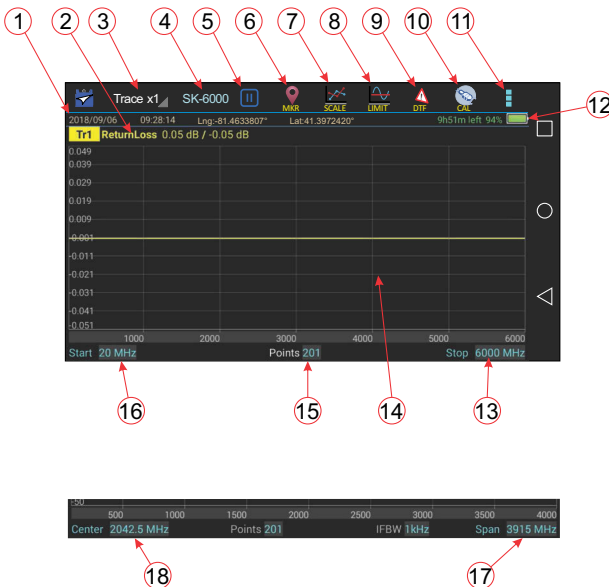 1 2 3 4 5 6 7 8 9 10 11
Trace x1 SK-6000 MKR SCALE LIMIT DTF CAL
12
2018/09/06 09:28:14 Lng:-81.4633807° Lat:41.3972420° 9h51m left 94%
Tr1 ReturnLoss 0.05 dB / -0.05 dB
0.049
0.039
0.029
0.019
0.009
-0.001
-0.011
-0.021
-0.031
-0.041
-0.051
1000 2000 3000 4000 5000 6000
Start 20 MHz Points 201 Stop 6000 MHz
16 15 14 13
-50
500 1000 1500 2000 2500 3000 3500 4000
Center 2042.5 MHz Points 201 IFBW 1kHz Span 3915 MHz
18 17